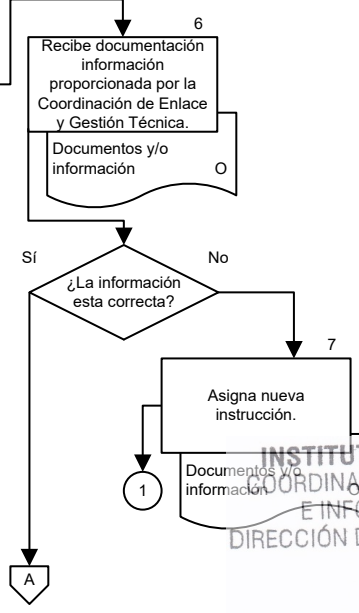 6
Recibe documentación
información
proporcionada por la
Coordinación de Enlace
y Gestión Técnica.
Documentos y/o
información
O
Sí
No
¿La información
esta correcta?
7
Asigna nueva
instrucción.
1
Documentos y/o
información
O
INSTITU
COORDINA
E INF
DIRECCIÓN D
A